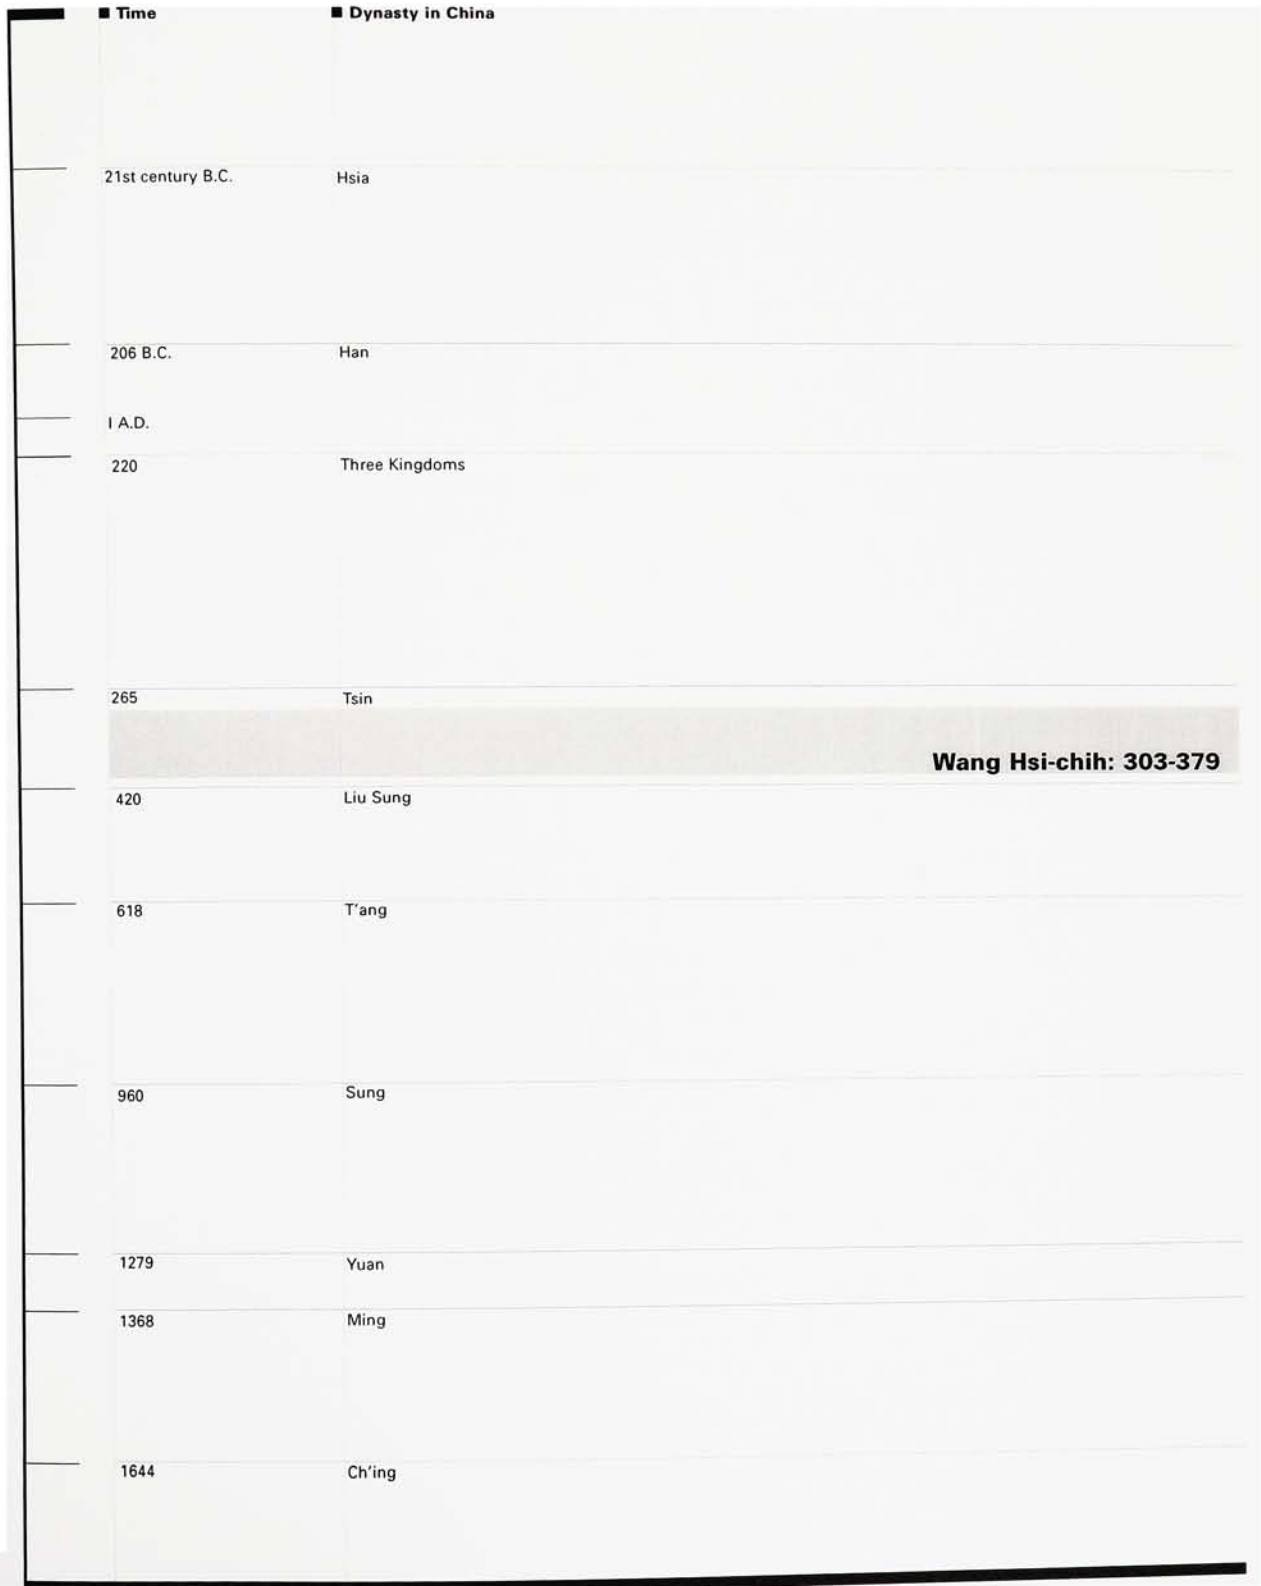 ■ Time ■ Dynasty in China
21st century B.C. Hsia
206 B.C. Han
I A.D.
220 Three Kingdoms
265 Tsin
Wang Hsi-chih: 303-379
420 Liu Sung
618 T'ang
960 Sung
1279 Yuan
1368 Ming
1644 Ch'ing